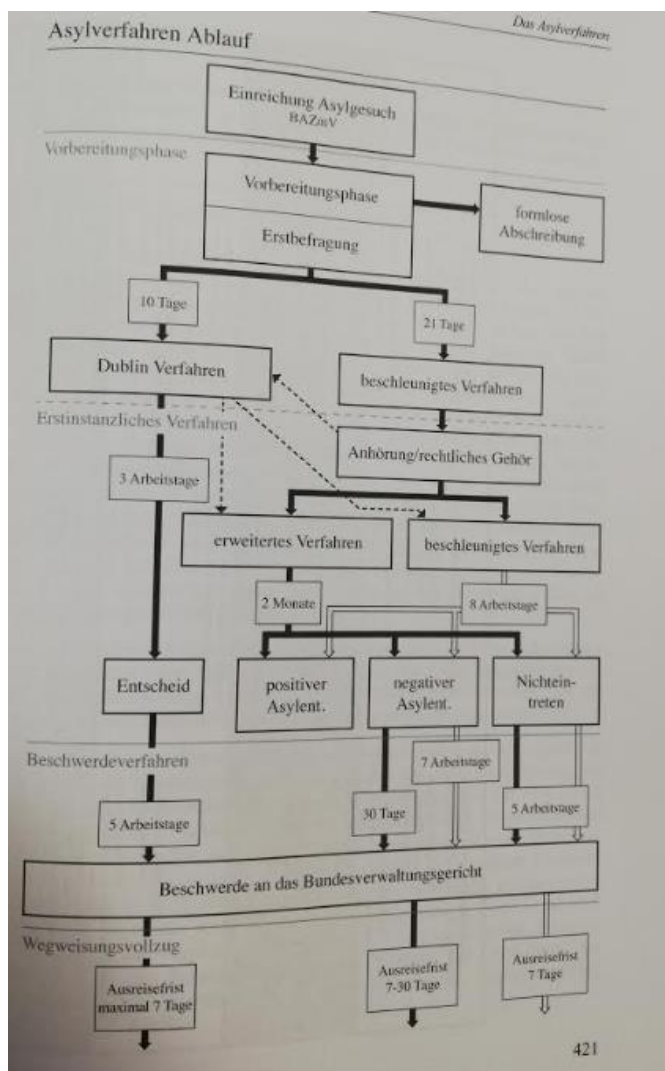 Das Asylverfahren
Asylverfahren Ablauf
Einreichung Asylgesuch
BAZmV
Vorbereitungsphase
Vorbereitungsphase
Erstbefragung
formlose
Abschreibung
10 Tage
21 Tage
Dublin Verfahren
beschleunigtes Verfahren
Erstinstanzliches Verfahren
Anhörung/rechtliches Gehör
3 Arbeitstage
erweitertes Verfahren
beschleunigtes Verfahren
2 Monate
8 Arbeitstage
Entscheid
positiver
Asylent.
negativer
Asylent.
Nichtein-
treten
Beschwerdeverfahren
7 Arbeitstage
5 Arbeitstage
30 Tage
5 Arbeitstage
Beschwerde an das Bundesverwaltungsgericht
Wegweisungsvollzug
Ausreisefrist
maximal 7 Tage
Ausreisefrist
7-30 Tage
Ausreisefrist
7 Tage
421